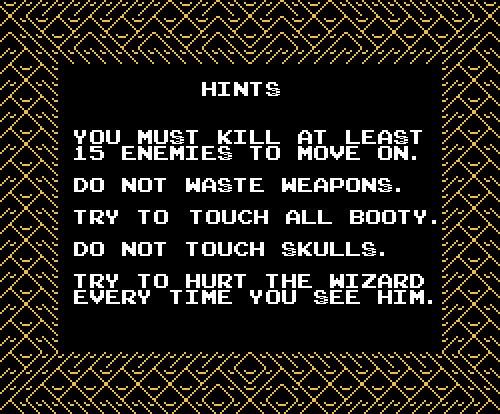 HINTS
YOU MUST KILL AT LEAST
15 ENEMIES TO MOVE ON.
DO NOT WASTE WEAPONS.
TRY TO TOUCH ALL BOOTY.
DO NOT TOUCH SKULLS.
TRY TO HURT THE WIZARD
EVERY TIME YOU SEE HIM.